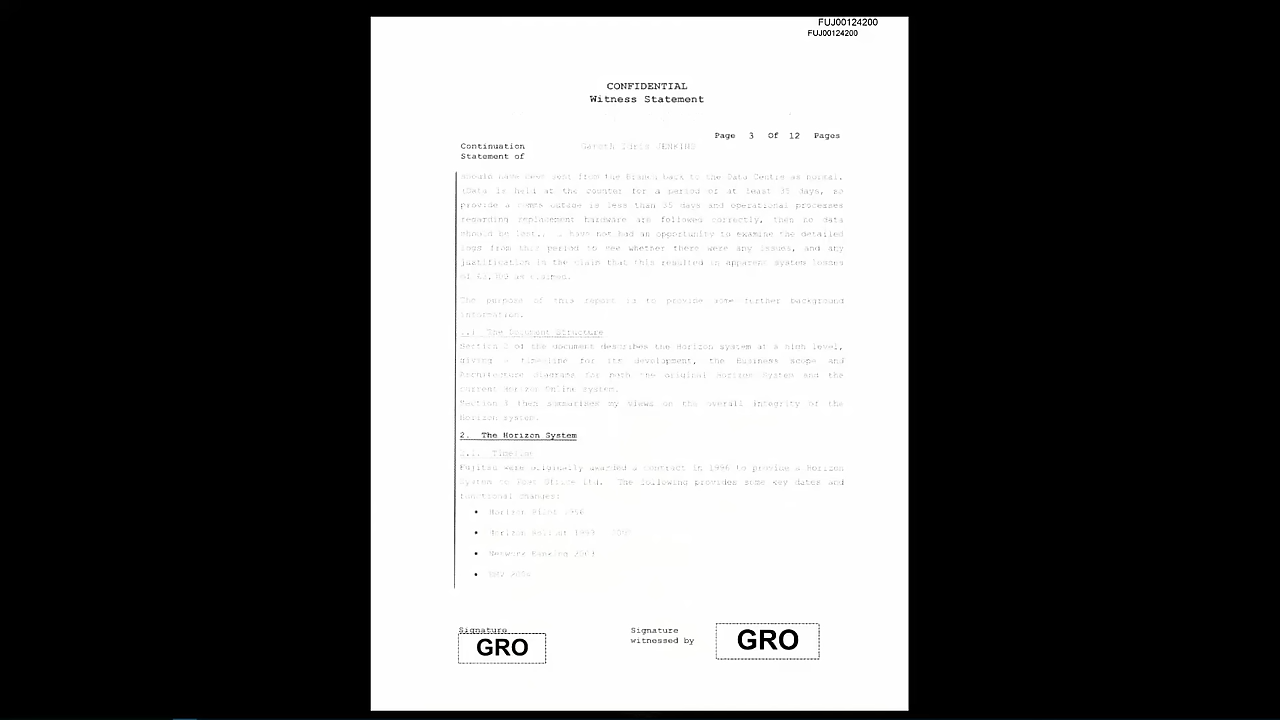 FUJ00124200
FUJ00124200
CONFIDENTIAL
Witness Statement
Page 3 Of 12 Pages
Continuation
Statement of
Gareth Idris JENKINS
should have been sent from the Branch back to the Data Centre as normal.
(Data is held at the counter for a period of at least 35 days, so
provide a comms outage is less than 35 days and operational processes
regarding replacement hardware are followed correctly, then no data
should be lost. I have not had an opportunity to examine the detailed
logs from this period to see whether there were any issues, and any
justification in the claim that this resulted in apparent system losses
as claimed.
The purpose of this report is to provide some further background
information.
The Document Structure
Section 2 of the document describes the Horizon system at a high level,
giving a timeline for its development, the Business scope and
Architecture Diagrams for both the original Horizon System and the
current Horizon Online system.
Section 3 then summarises my views on the overall integrity of the
Horizon system.
2. The Horizon System
Timeline
Fujitsu were originally awarded a contract in 1996 to provide a Horizon
System to Post Office Ltd. The following provides some key dates and
functional changes:
• Horizon Pilot 1996
• Horizon Rollout 1999
• Network Banking 2003
•
Signature
GRO
Signature
witnessed by
GRO